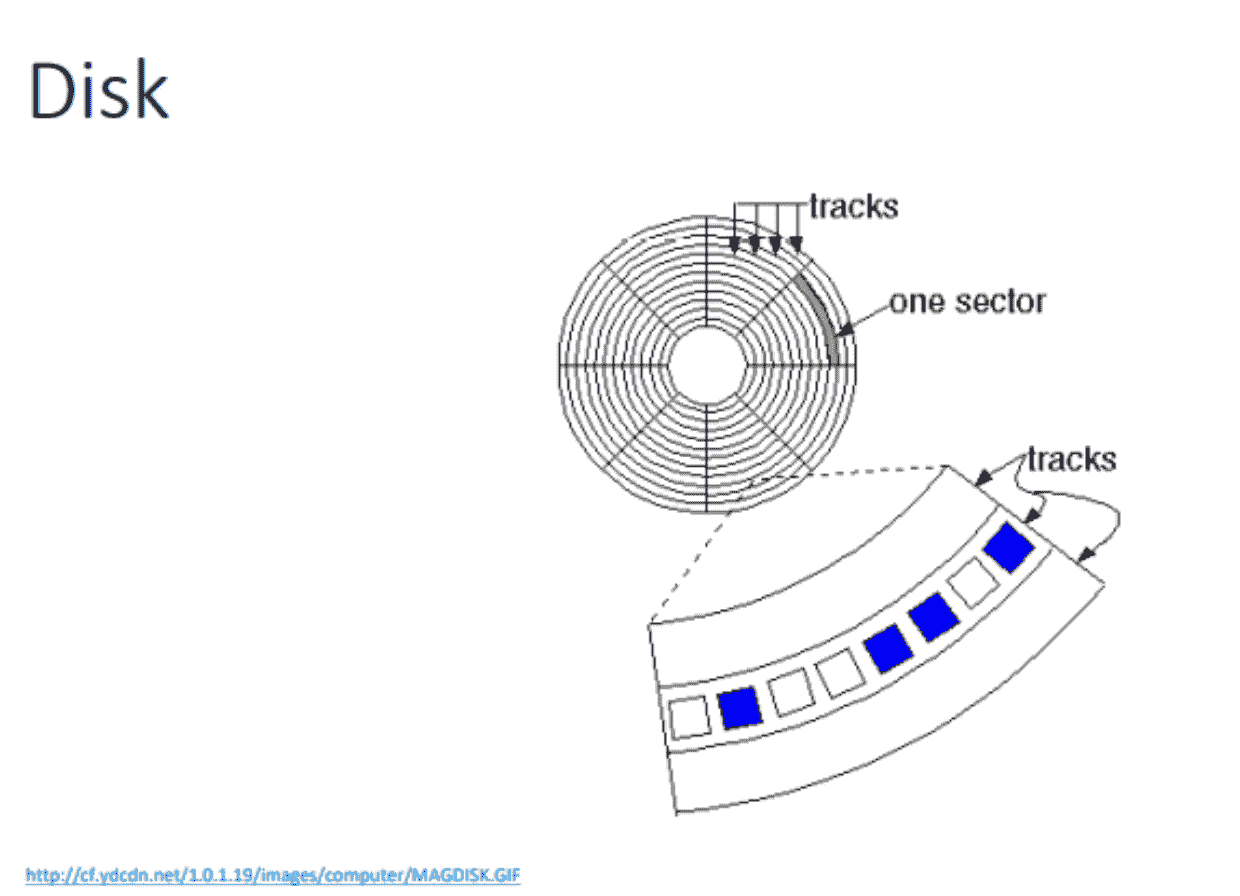 Disk
tracks
one sector
tracks
http://cf.ydcdn.net/1.0.1.19/images/computer/MAGDISK.GIF